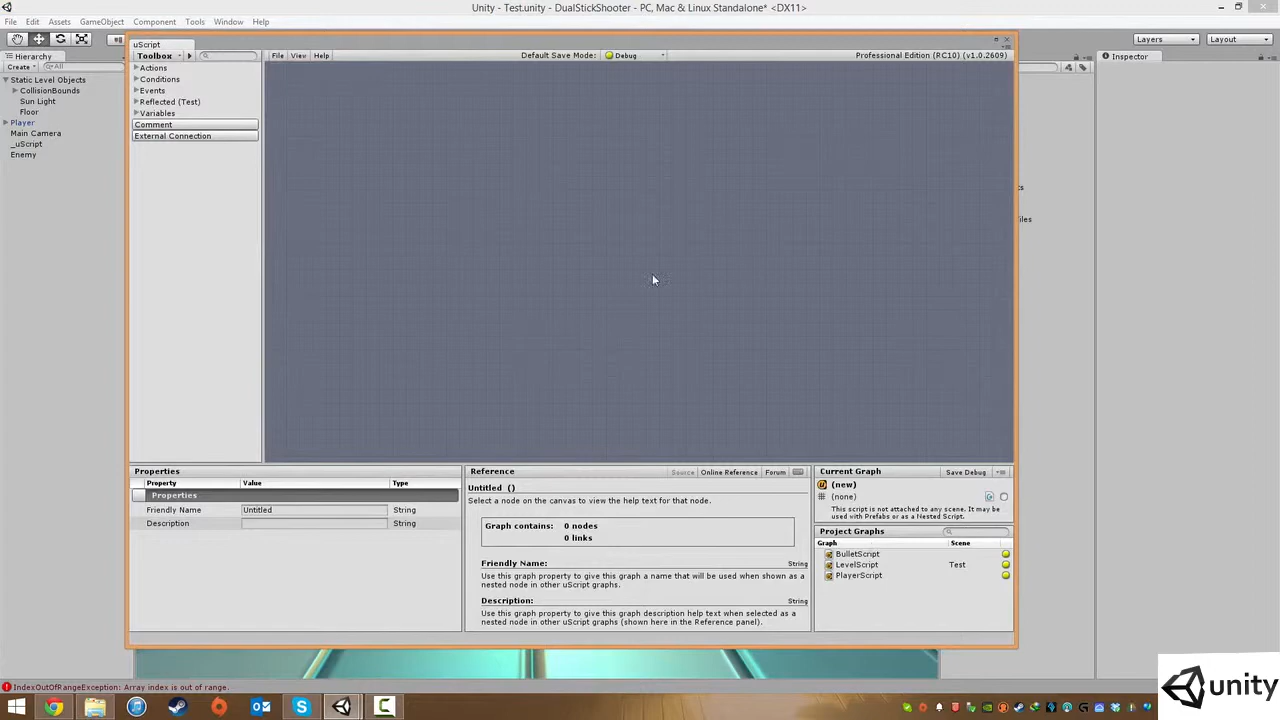 Unity - Test.unity - DualStickShooter - PC, Mac & Linux Standalone* <DX11>
File Edit Assets GameObject Component Tools Window Help
Layers Layout
uScript
Hierarchy
Inspector
Create All
Toolbox
File View Help
Default Save Mode: Debug
Professional Edition (RC10) (v1.0.2609)
Static Level Objects
CollisionBounds
Sun Light
Floor
Player
Main Camera
_uScript
Enemy
Actions
Conditions
Events
Reflected (Test)
Variables
Comment
External Connection
Properties
Property Value Type
Properties
Friendly Name Untitled String
Description String
Reference Source Online Reference Forum
Untitled ()
Select a node on the canvas to view the help text for that node.
Graph contains: 0 nodes
0 links
Friendly Name: String
Use this graph property to give this graph a name that will be used when shown as a
nested node in other uScript graphs.
Description: String
Use this graph property to give this graph description help text when selected as a
nested node in other uScript graphs (shown here in the Reference panel).
Current Graph Save Debug
(new)
(none)
This script is not attached to any scene. It may be
used with Prefabs or as a Nested Script.
Project Graphs
Graph Scene
BulletScript
LevelScript Test
PlayerScript
IndexOutOfRangeException: Array index is out of range.
unity